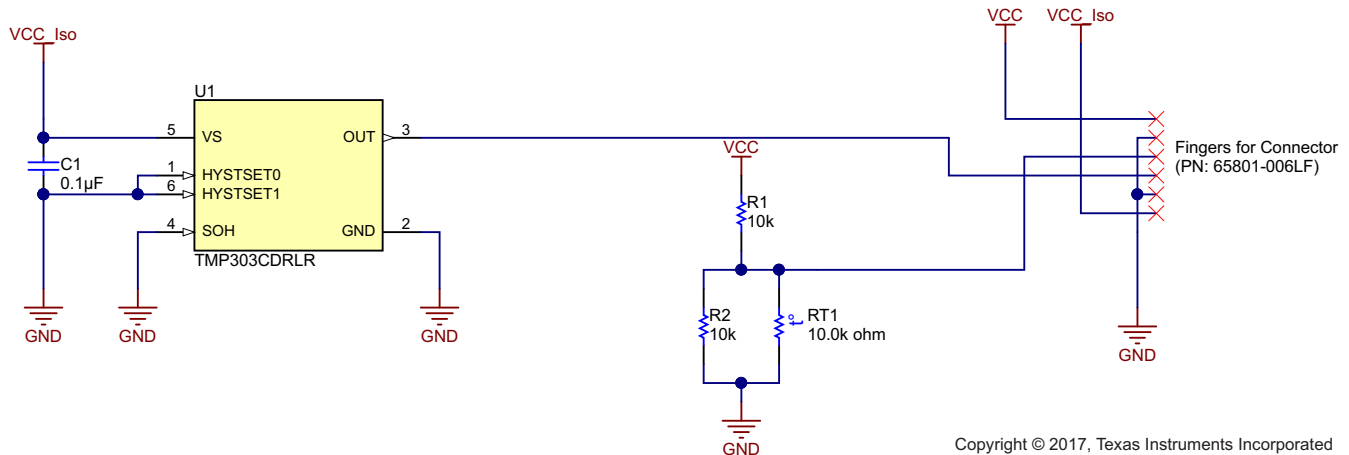 VCC_Iso
U1
5 VS
OUT 3
1 HYSTSET0
6 HYSTSET1
4 SOH
GND 2
TMP303CDRLR
C1
0.1µF
GND
GND
GND
VCC
R1
10k
R2
10k
t°
RT1
10.0k ohm
GND
VCC
VCC_Iso
Fingers for Connector
(PN: 65801-006LF)
GND
Copyright © 2017, Texas Instruments Incorporated